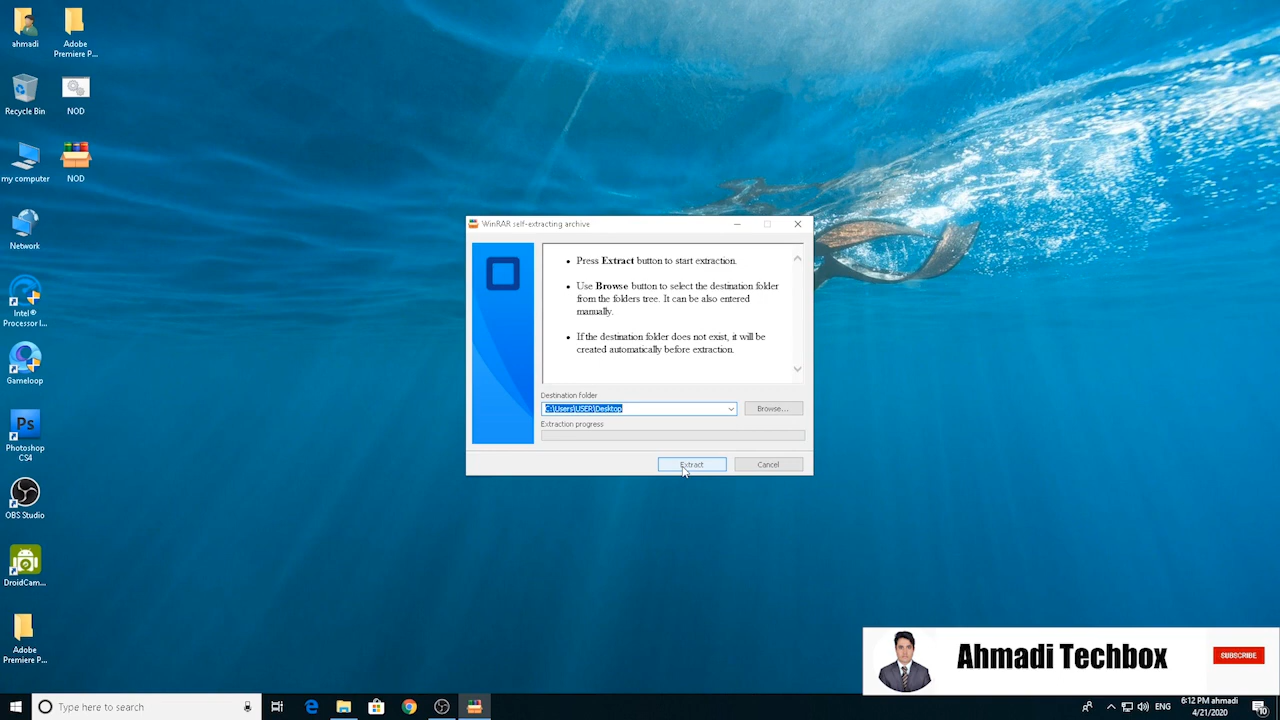 ahmadi
Adobe
Premiere P...
Recycle Bin
NOD
my computer
NOD
Network
Intel®
Processor I...
Gameloop
Ps
Photoshop
CS4
OBS Studio
DroidCam...
Adobe
Premiere P...
WinRAR self-extracting archive
Press Extract button to start extraction.
Use Browse button to select the destination folder
from the folders tree. It can be also entered
manually.
If the destination folder does not exist, it will be
created automatically before extraction.
Destination folder
C:\Users\USER\Desktop
Browse...
Extraction progress
Extract
Cancel
Ahmadi Techbox
SUBSCRIBE
Type here to search
ENG
6:12 PM ahmadi
4/21/2020
10